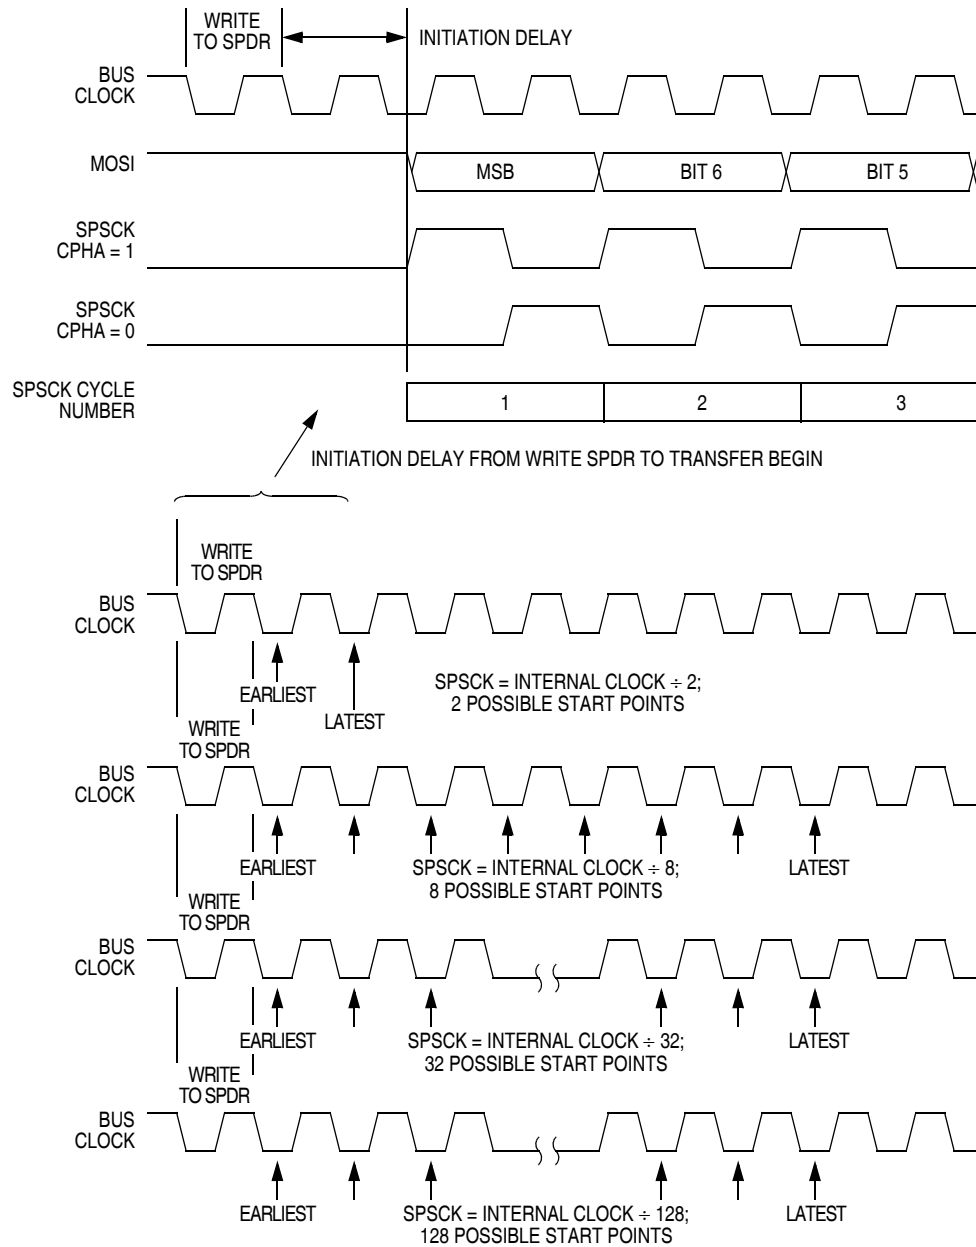 WRITE
TO SPDR
INITIATION DELAY
BUS
CLOCK
MOSI
MSB
BIT 6
BIT 5
SPSCK
CPHA = 1
SPSCK
CPHA = 0
SPSCK CYCLE
NUMBER
1
2
3
INITIATION DELAY FROM WRITE SPDR TO TRANSFER BEGIN
WRITE
TO SPDR
BUS
CLOCK
EARLIEST
LATEST
SPSCK = INTERNAL CLOCK ÷ 2;
2 POSSIBLE START POINTS
WRITE
TO SPDR
BUS
CLOCK
EARLIEST
SPSCK = INTERNAL CLOCK ÷ 8;
8 POSSIBLE START POINTS
LATEST
WRITE
TO SPDR
BUS
CLOCK
EARLIEST
SPSCK = INTERNAL CLOCK ÷ 32;
32 POSSIBLE START POINTS
LATEST
WRITE
TO SPDR
BUS
CLOCK
EARLIEST
SPSCK = INTERNAL CLOCK ÷ 128;
128 POSSIBLE START POINTS
LATEST